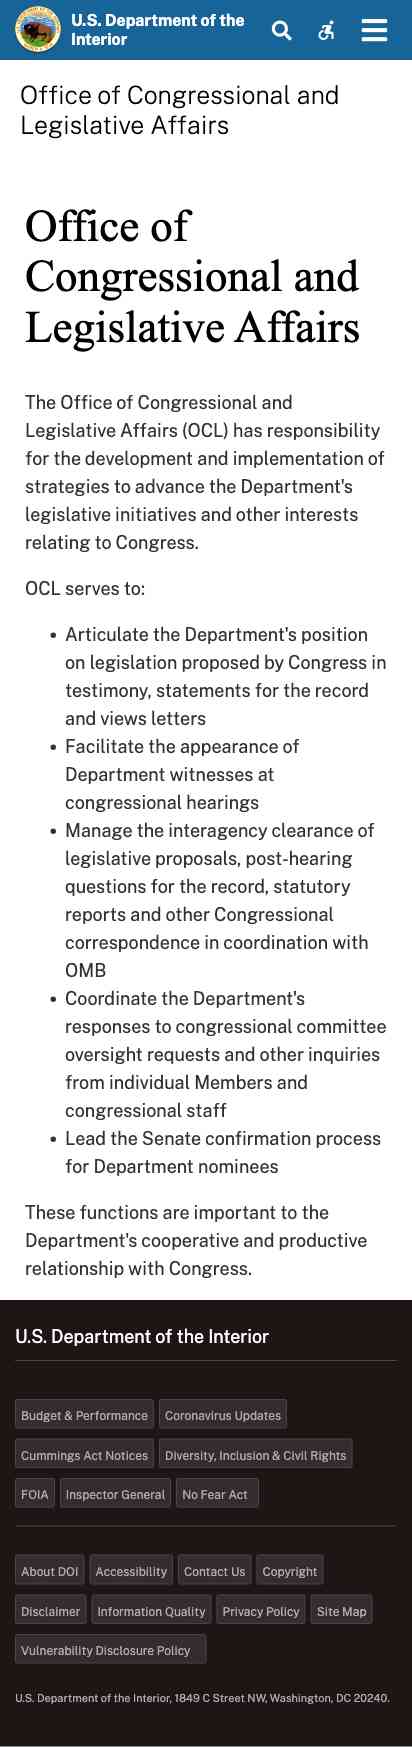 U.S. Department of the
Interior
Office of Congressional and
Legislative Affairs
Office of
Congressional and
Legislative Affairs
The Office of Congressional and
Legislative Affairs (OCL) has responsibility
for the development and implementation of
strategies to advance the Department's
legislative initiatives and other interests
relating to Congress.
OCL serves to:
• Articulate the Department's position
on legislation proposed by Congress in
testimony, statements for the record
and views letters
• Facilitate the appearance of
Department witnesses at
congressional hearings
• Manage the interagency clearance of
legislative proposals, post-hearing
questions for the record, statutory
reports and other Congressional
correspondence in coordination with
OMB
• Coordinate the Department's
responses to congressional committee
oversight requests and other inquiries
from individual Members and
congressional staff
• Lead the Senate confirmation process
for Department nominees
These functions are important to the
Department's cooperative and productive
relationship with Congress.
U.S. Department of the Interior
Budget & Performance Coronavirus Updates
Cummings Act Notices Diversity, Inclusion & Civil Rights
FOIA Inspector General No Fear Act
About DOI Accessibility Contact Us Copyright
Disclaimer Information Quality Privacy Policy Site Map
Vulnerability Disclosure Policy
U.S. Department of the Interior, 1849 C Street NW, Washington, DC 20240.